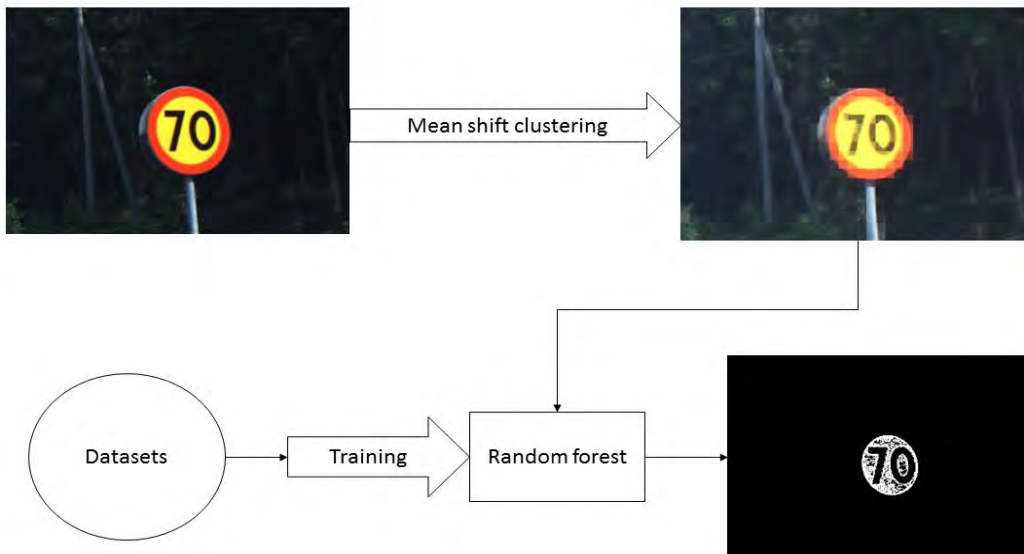 70
Mean shift clustering
70
Datasets
Training
Random forest
70